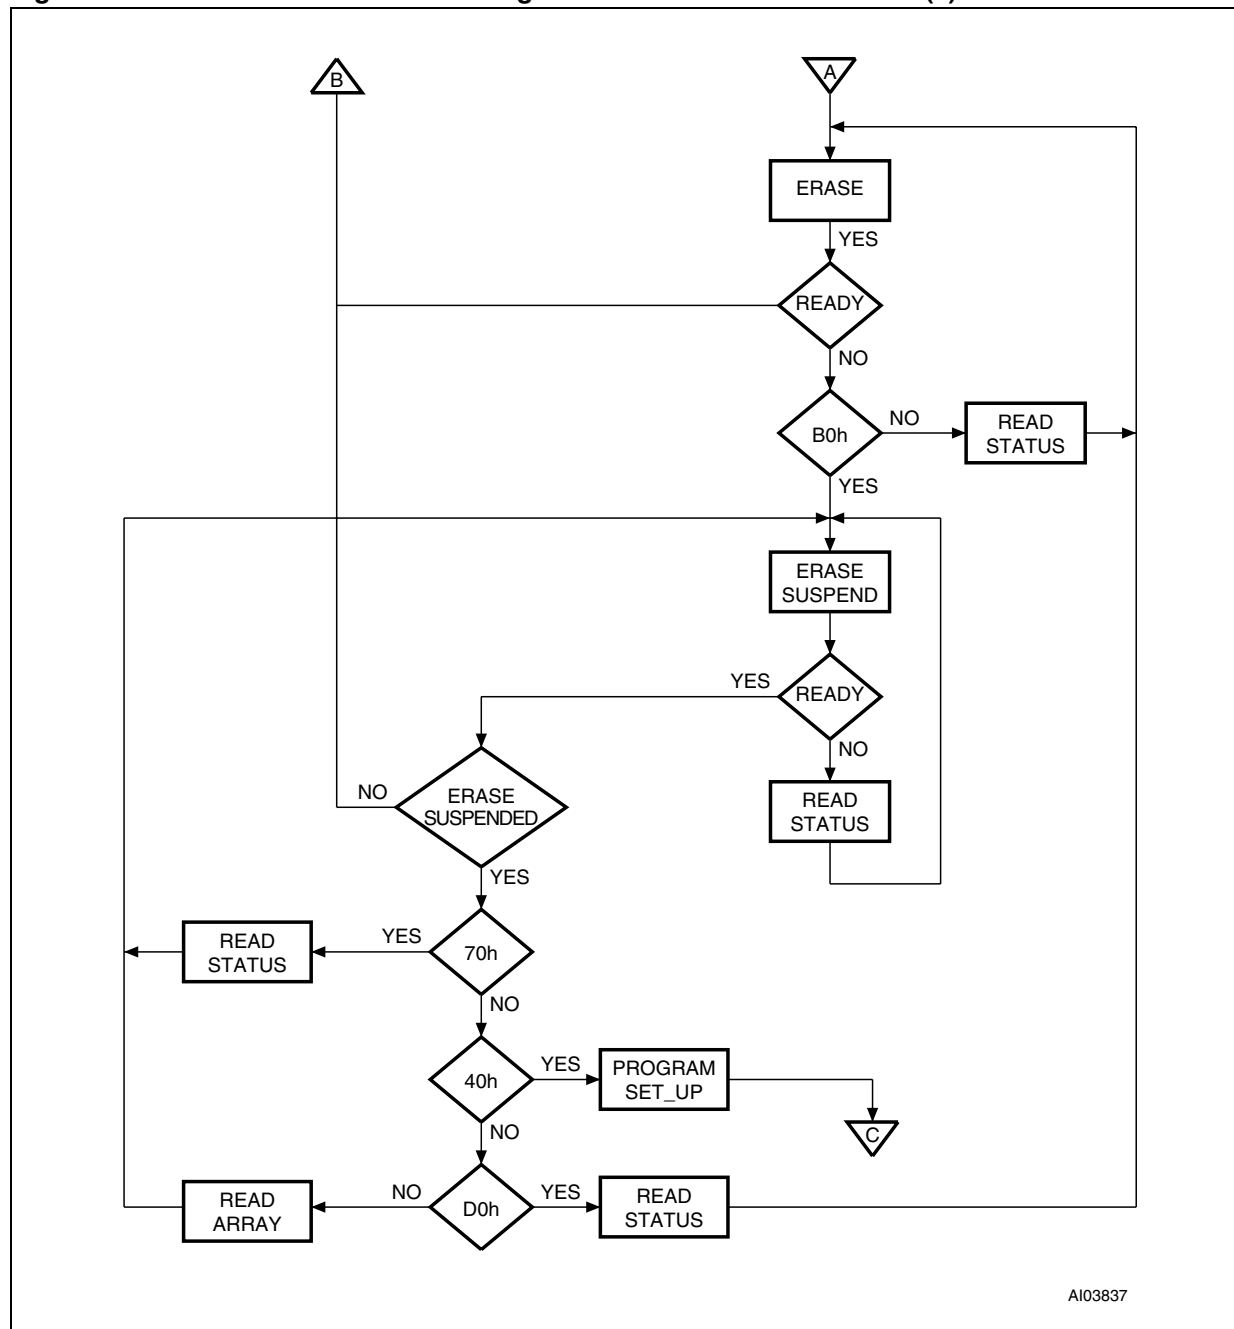 B
A
ERASE
YES
READY
NO
B0h
NO
READ
STATUS
YES
ERASE
SUSPEND
YES
READY
NO
NO
ERASE
SUSPENDED
READ
STATUS
YES
READ
STATUS
YES
70h
NO
40h
YES
PROGRAM
SET_UP
C
NO
READ
ARRAY
NO
D0h
YES
READ
STATUS
AI03837